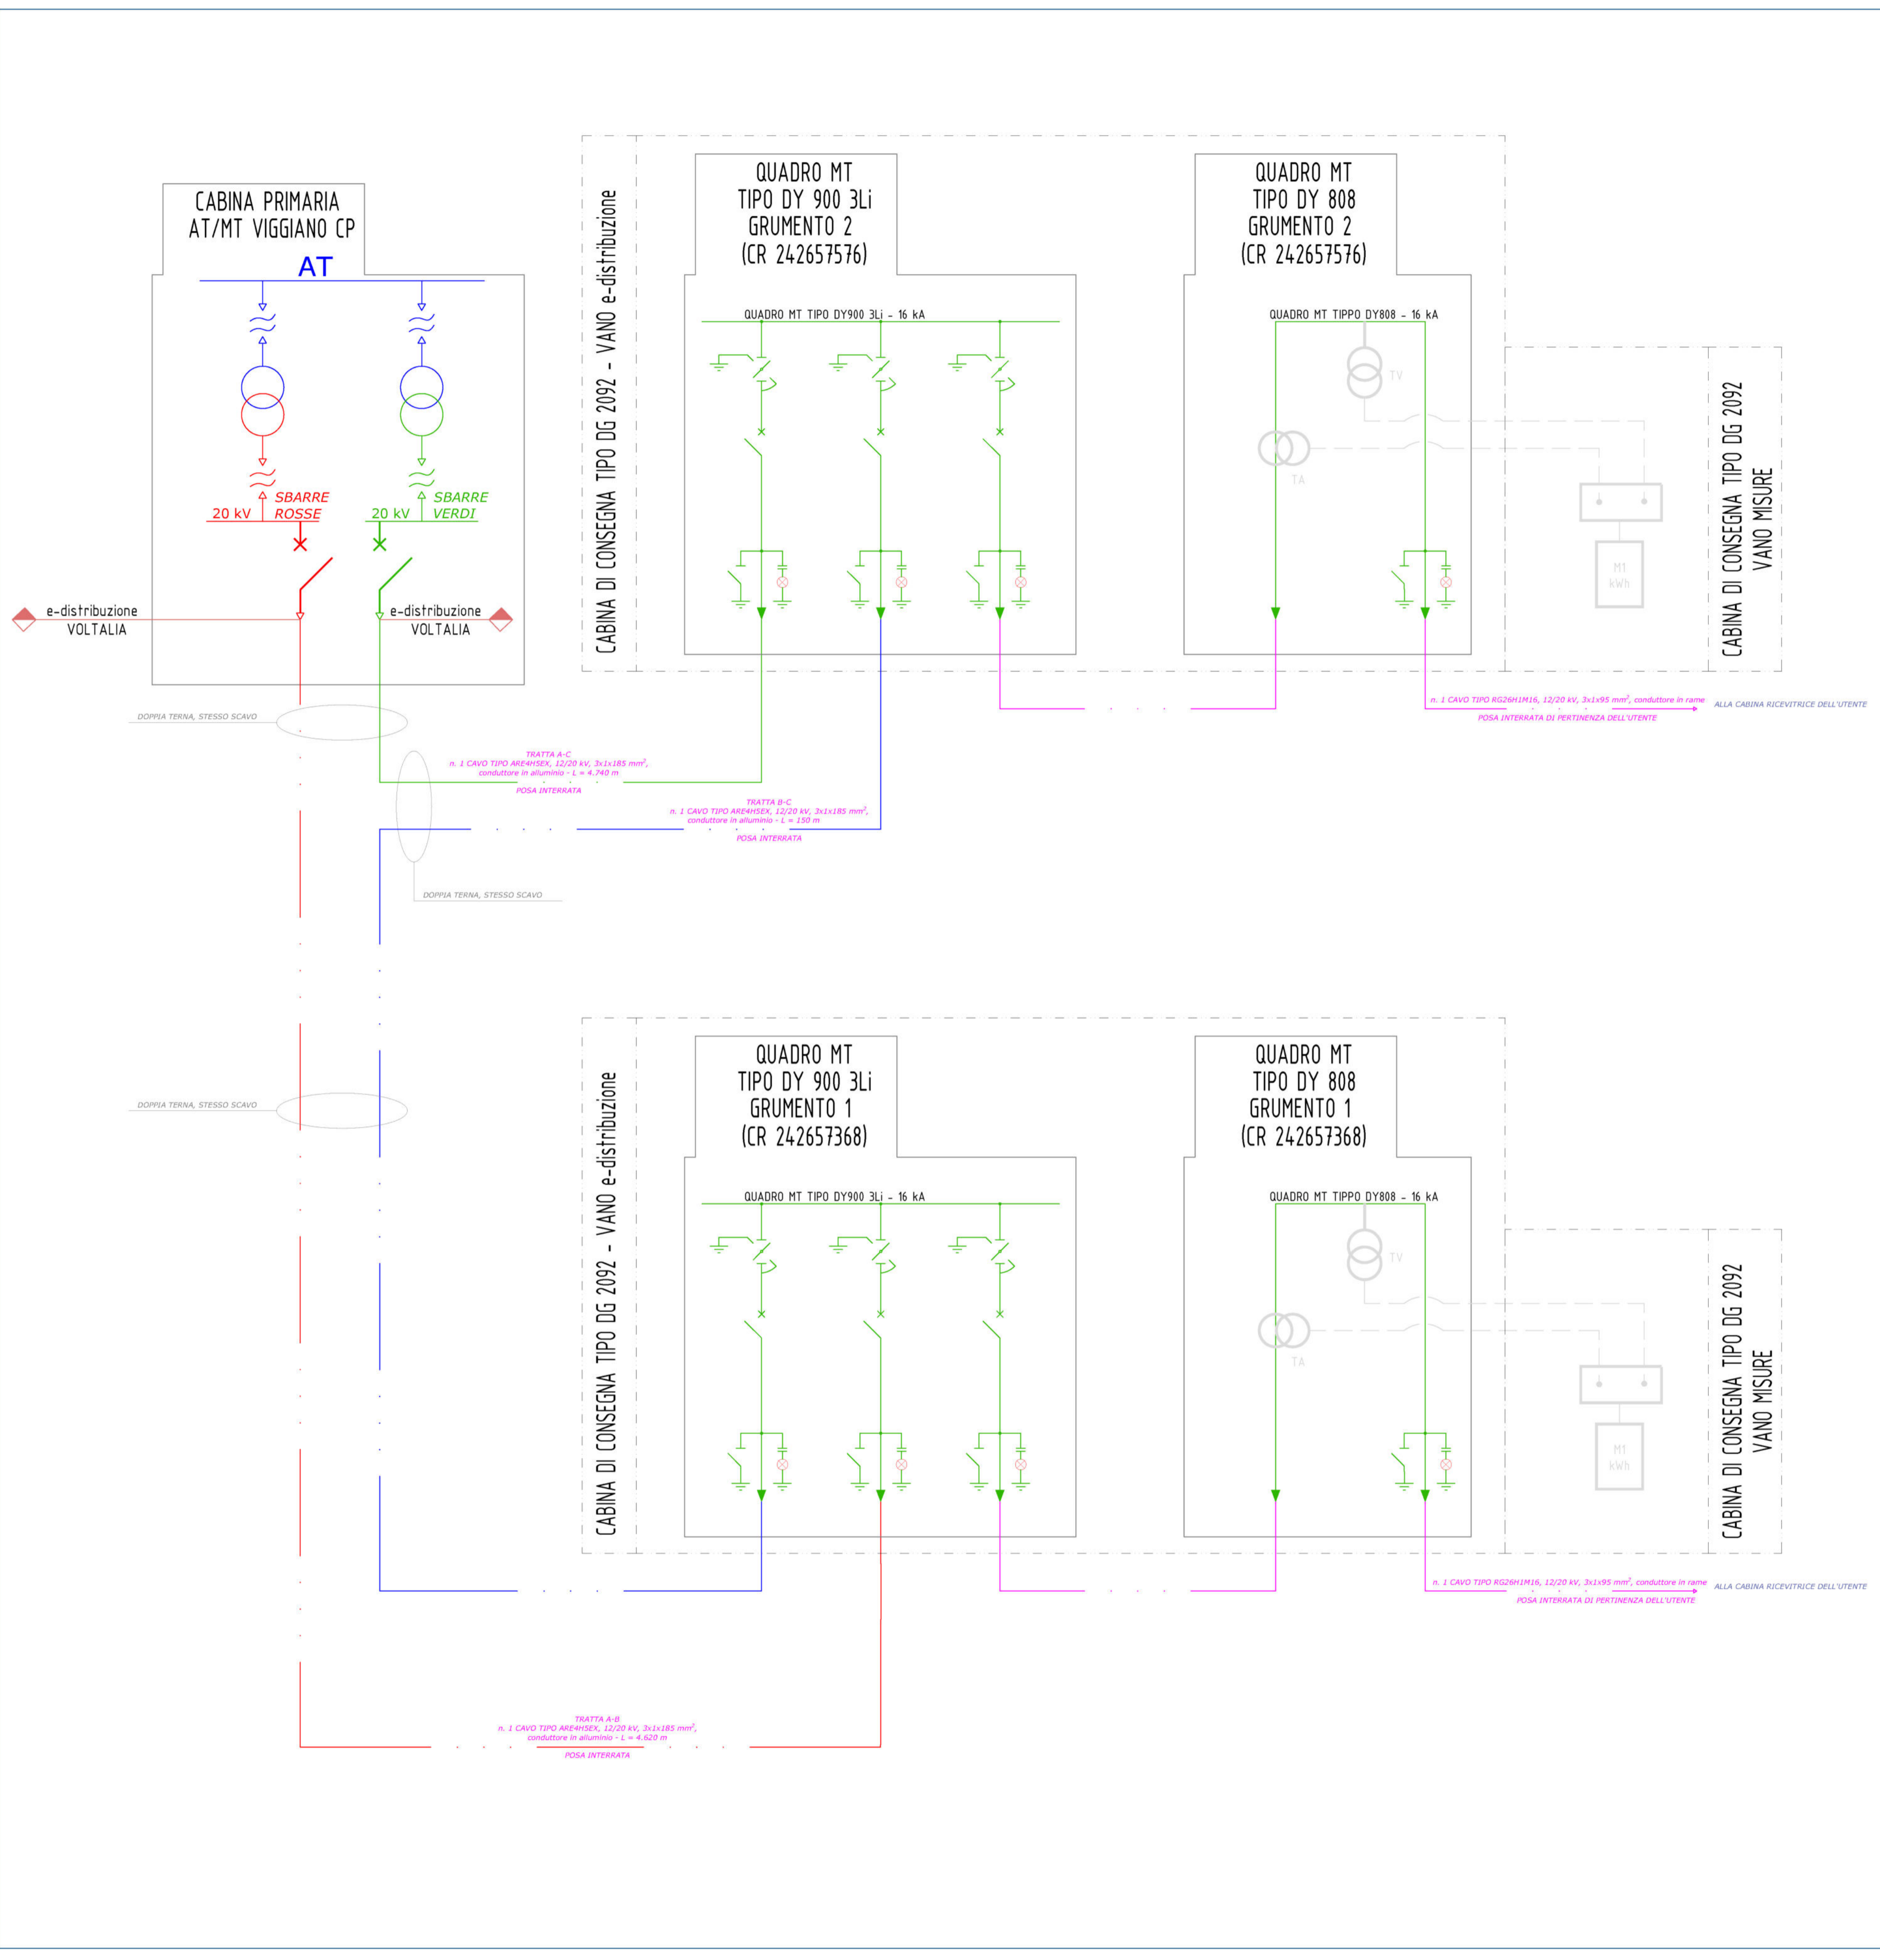 CABINA PRIMARIA
AT/MT VIGGIANO CP
AT
20 kV
SBARRE
ROSSE
20 kV
SBARRE
VERDI
e-distribuzione
VOLTALIA
e-distribuzione
VOLTALIA
DOPPIA TERNA, STESSO SCAVO
CABINA DI CONSEGNA TIPO DG 2092 - VANO e-distribuzione
QUADRO MT
TIPO DY 900 3Li
GRUMENTO 2
(CR 242657576)
QUADRO MT TIPO DY900 3Li - 16 kA
QUADRO MT
TIPO DY 808
GRUMENTO 2
(CR 242657576)
QUADRO MT TIPPO DY808 - 16 kA
TV
TA
M1
kWh
CABINA DI CONSEGNA TIPO DG 2092
VANO MISURE
n. 1 CAVO TIPO RG26H1M16, 12/20 kV, 3x1x95 mm², conduttore in rame
POSA INTERRATA DI PERTINENZA DELL'UTENTE
ALLA CABINA RICEVITRICE DELL'UTENTE
TRATTA A-C
n. 1 CAVO TIPO ARE4H5EX, 12/20 kV, 3x1x185 mm²,
conduttore in alluminio - L = 4.740 m
POSA INTERRATA
TRATTA B-C
n. 1 CAVO TIPO ARE4H5EX, 12/20 kV, 3x1x185 mm²,
conduttore in alluminio - L = 150 m
POSA INTERRATA
DOPPIA TERNA, STESSO SCAVO
DOPPIA TERNA, STESSO SCAVO
CABINA DI CONSEGNA TIPO DG 2092 - VANO e-distribuzione
QUADRO MT
TIPO DY 900 3Li
GRUMENTO 1
(CR 242657368)
QUADRO MT TIPO DY900 3Li - 16 kA
QUADRO MT
TIPO DY 808
GRUMENTO 1
(CR 242657368)
QUADRO MT TIPPO DY808 - 16 kA
TV
TA
M1
kWh
CABINA DI CONSEGNA TIPO DG 2092
VANO MISURE
n. 1 CAVO TIPO RG26H1M16, 12/20 kV, 3x1x95 mm², conduttore in rame
POSA INTERRATA DI PERTINENZA DELL'UTENTE
ALLA CABINA RICEVITRICE DELL'UTENTE
TRATTA A-B
n. 1 CAVO TIPO ARE4H5EX, 12/20 kV, 3x1x185 mm²,
conduttore in alluminio - L = 4.620 m
POSA INTERRATA